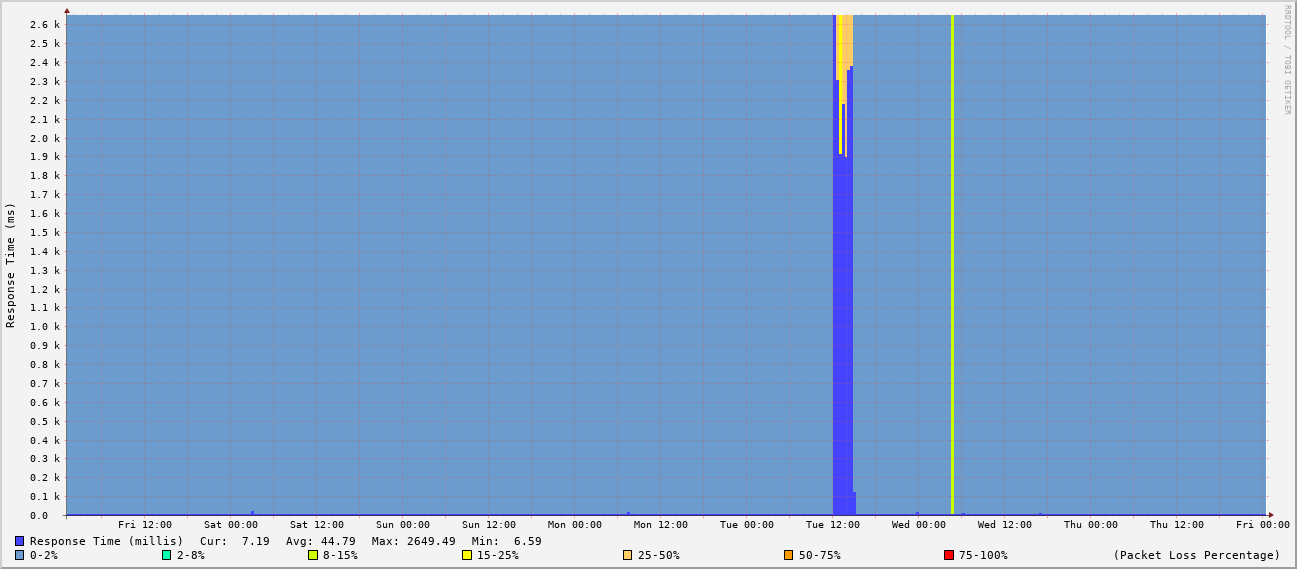 RRDTOOL / TOBI OETIKER
Response Time (ms)
2.6 k
2.5 k
2.4 k
2.3 k
2.2 k
2.1 k
2.0 k
1.9 k
1.8 k
1.7 k
1.6 k
1.5 k
1.4 k
1.3 k
1.2 k
1.1 k
1.0 k
0.9 k
0.8 k
0.7 k
0.6 k
0.5 k
0.4 k
0.3 k
0.2 k
0.1 k
0.0
Fri 12:00 Sat 00:00 Sat 12:00 Sun 00:00 Sun 12:00 Mon 00:00 Mon 12:00 Tue 00:00 Tue 12:00 Wed 00:00 Wed 12:00 Thu 00:00 Thu 12:00 Fri 00:00
Response Time (millis) Cur: 7.19 Avg: 44.79 Max: 2649.49 Min: 6.59
0-2% 2-8% 8-15% 15-25% 25-50% 50-75% 75-100% (Packet Loss Percentage)